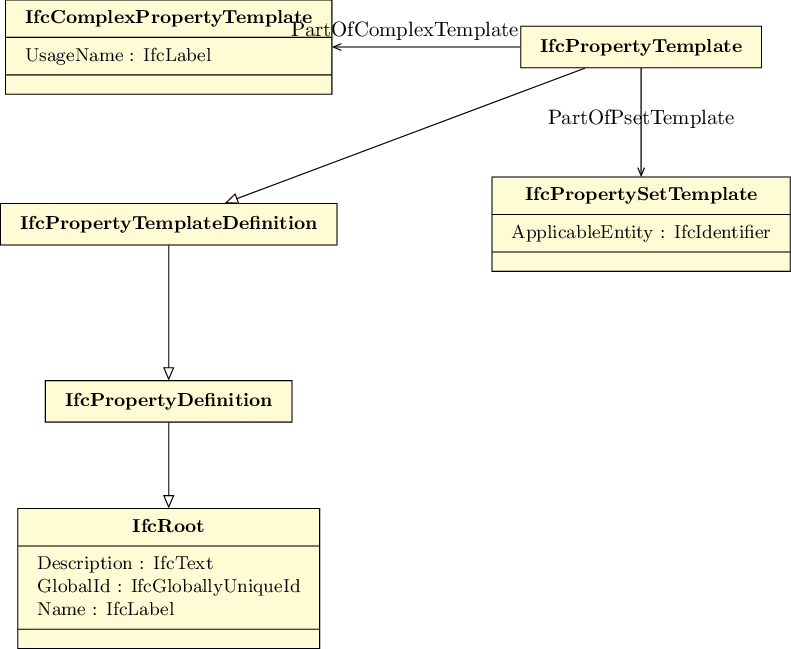 IfcComplexPropertyTemplate
UsageName : IfcLabel
PartOfComplexTemplate
IfcPropertyTemplate
PartOfPsetTemplate
IfcPropertyTemplateDefinition
IfcPropertySetTemplate
ApplicableEntity : IfcIdentifier
IfcPropertyDefinition
IfcRoot
Description : IfcText
GlobalId : IfcGloballyUniqueId
Name : IfcLabel